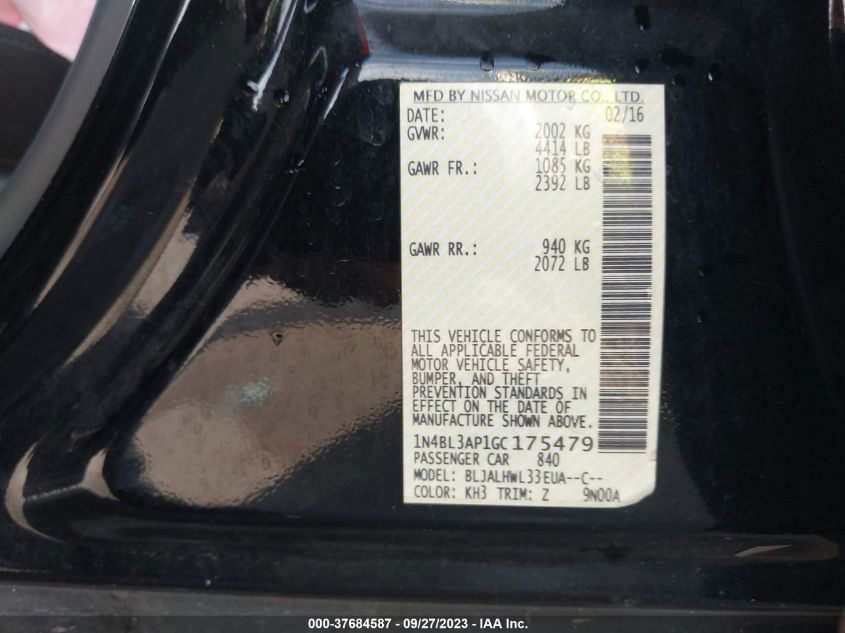 MFD BY NISSAN MOTOR CO., LTD.
DATE: 02/16
GVWR: 2002 KG
4414 LB
GAWR FR.: 1085 KG
2392 LB
GAWR RR.: 940 KG
2072 LB
THIS VEHICLE CONFORMS TO
ALL APPLICABLE FEDERAL
MOTOR VEHICLE SAFETY,
BUMPER, AND THEFT
PREVENTION STANDARDS IN
EFFECT ON THE DATE OF
MANUFACTURE SHOWN ABOVE.
1N4BL3AP1GC175479
PASSENGER CAR 840
MODEL: BLJALHWL33EUA--C--
COLOR: KH3 TRIM: Z 9N00A
000-37684587 - 09/27/2023 - IAA Inc.